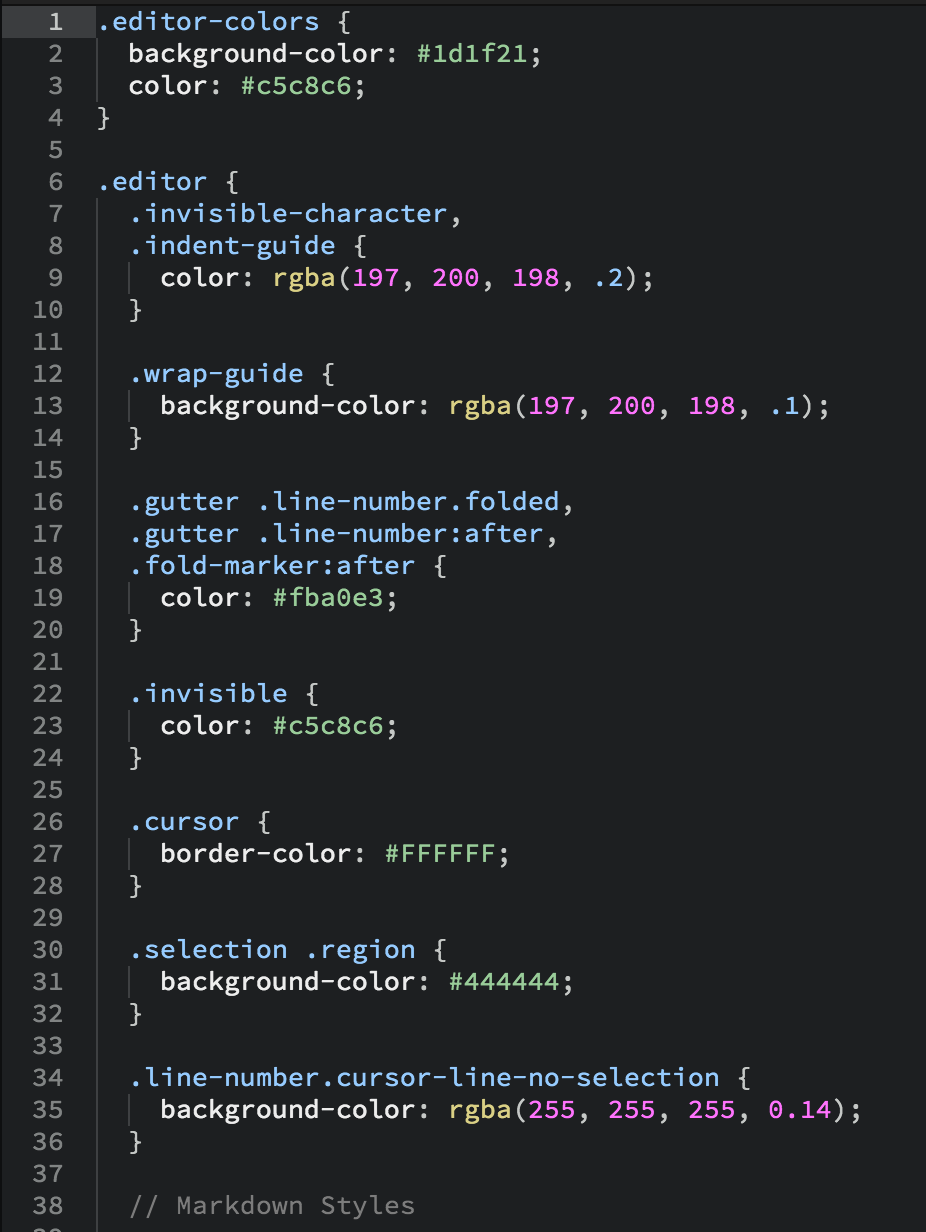 1 .editor-colors {
2   background-color: #1d1f21;
3   color: #c5c8c6;
4 }
5
6 .editor {
7   .invisible-character,
8   .indent-guide {
9     color: rgba(197, 200, 198, .2);
10   }
11
12   .wrap-guide {
13     background-color: rgba(197, 200, 198, .1);
14   }
15
16   .gutter .line-number.folded,
17   .gutter .line-number:after,
18   .fold-marker:after {
19     color: #fba0e3;
20   }
21
22   .invisible {
23     color: #c5c8c6;
24   }
25
26   .cursor {
27     border-color: #FFFFFF;
28   }
29
30   .selection .region {
31     background-color: #444444;
32   }
33
34   .line-number.cursor-line-no-selection {
35     background-color: rgba(255, 255, 255, 0.14);
36   }
37
38   // Markdown Styles